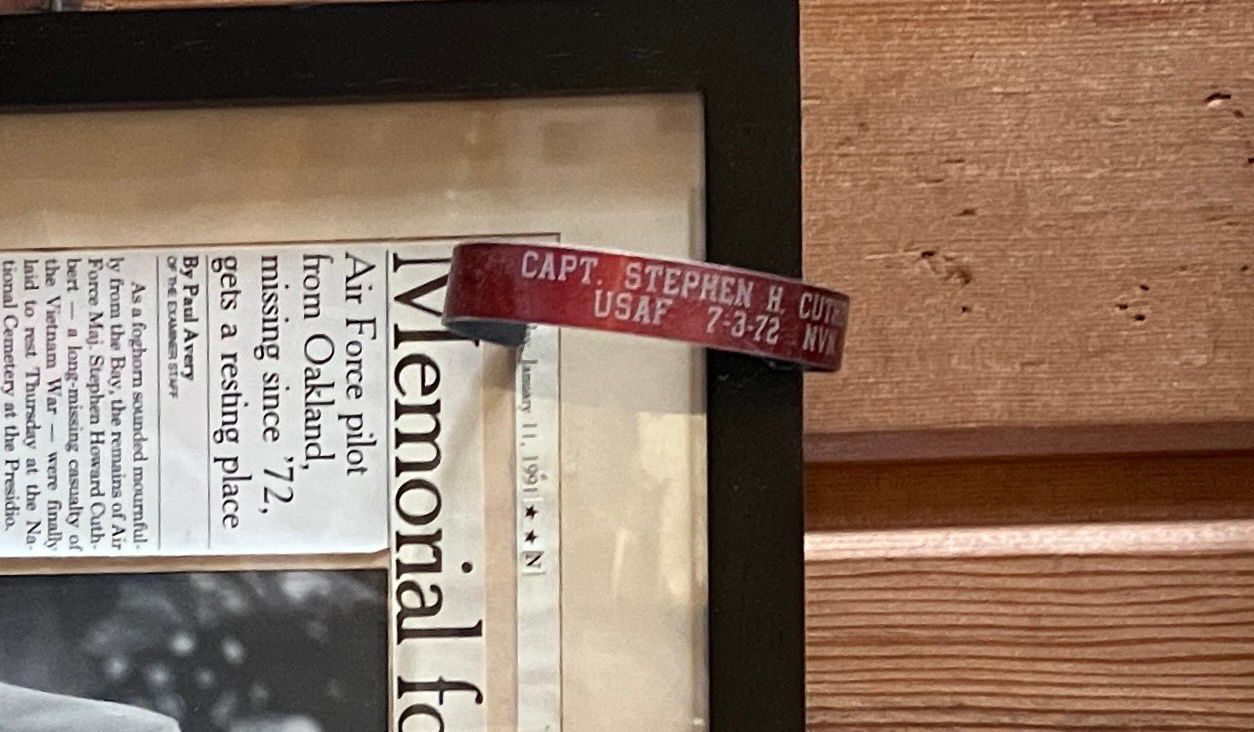 CAPT. STEPHEN H. CUTH
USAF 7-3-72 NVN
January 11, 1991 ★ ★ N
Memorial fo
Air Force pilot
from Oakland,
missing since '72,
gets a resting place
By Paul Avery
OF THE EXAMINER STAFF
As a foghorn sounded mournful-
ly from the Bay, the remains of Air
Force Maj. Stephen Howard Cuth-
bert — a long-missing casualty of
the Vietnam War — were finally
laid to rest Thursday at the Na-
tional Cemetery at the Presidio.